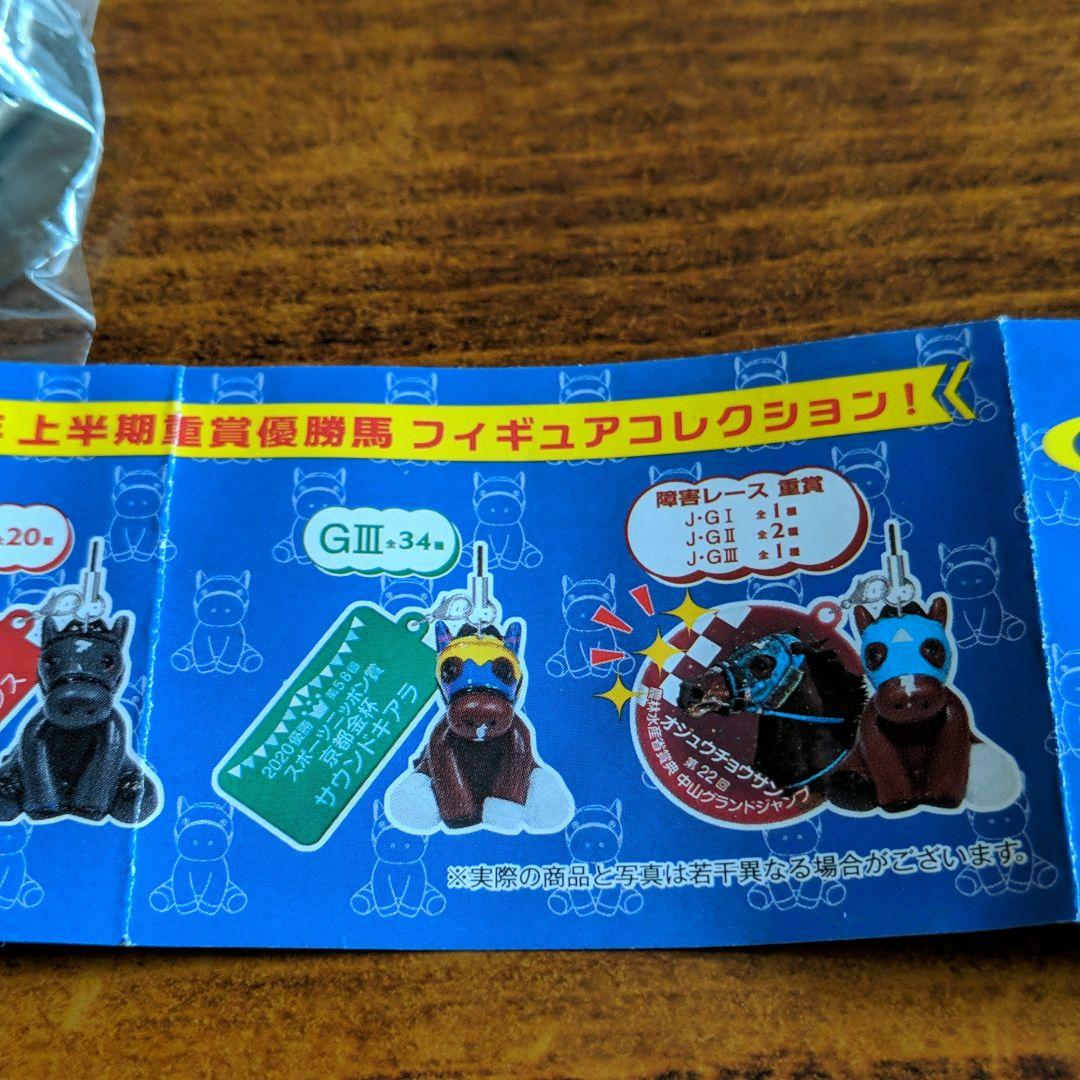 上半期重賞優勝馬 フィギュアコレクション!
全20種
ス
GⅢ 全34種
2020優勝 第58回
スポーツニッポン賞
京都金杯
サウンドキアラ
障害レース 重賞
J・GⅠ 全1種
J・GⅡ 全2種
J・GⅢ 全1種
オジュウチョウサン
第22回
農林水産省賞典 中山グランドジャンプ
※実際の商品と写真は若干異なる場合がございます。